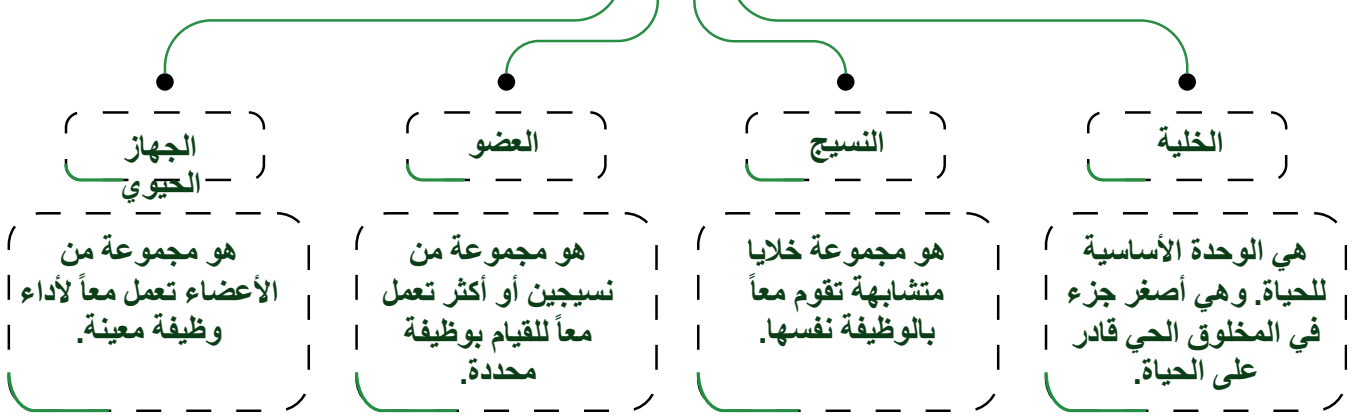 الخلية
هي الوحدة الأساسية
للحياة. وهي أصغر جزء
في المخلوق الحي قادر
على الحياة.
النسيج
هو مجموعة خلايا
متشابهة تقوم معاً
بالوظيفة نفسها.
العضو
هو مجموعة من
نسيجين أو أكثر تعمل
معاً للقيام بوظيفة
محددة.
الجهاز
الحيوي
هو مجموعة من
الأعضاء تعمل معاً لأداء
وظيفة معينة.